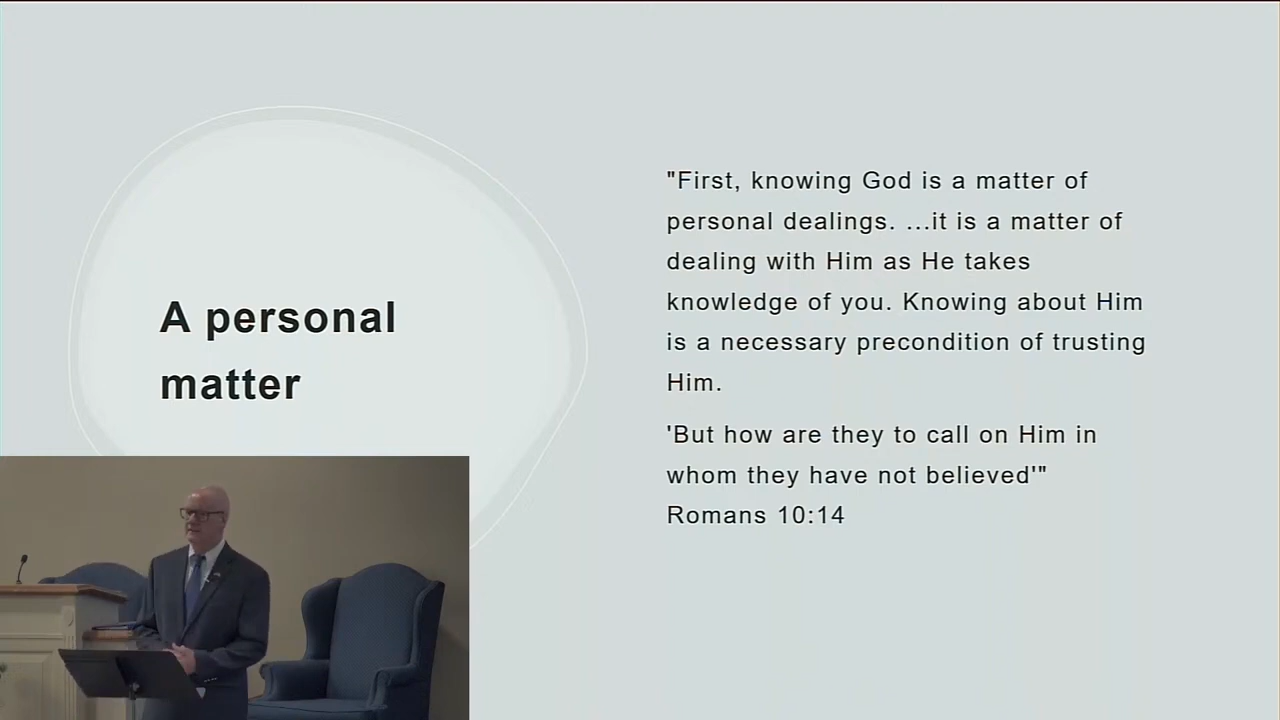 A personal
matter
"First, knowing God is a matter of
personal dealings. ...it is a matter of
dealing with Him as He takes
knowledge of you. Knowing about Him
is a necessary precondition of trusting
Him.
'But how are they to call on Him in
whom they have not believed'"
Romans 10:14